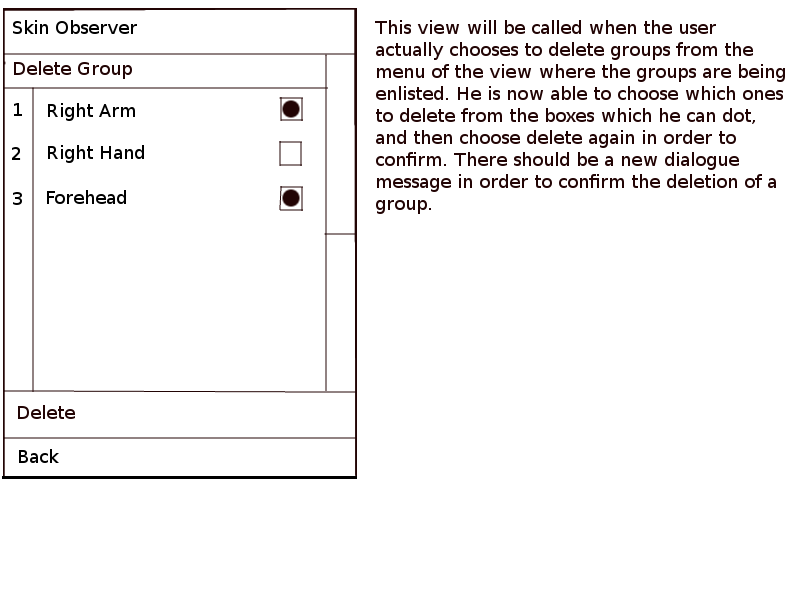 Skin Observer
Delete Group
1 Right Arm
2 Right Hand
3 Forehead
Delete
Back
This view will be called when the user
actually chooses to delete groups from the
menu of the view where the groups are being
enlisted. He is now able to choose which ones
to delete from the boxes which he can dot,
and then choose delete again in order to
confirm. There should be a new dialogue
message in order to confirm the deletion of a
group.